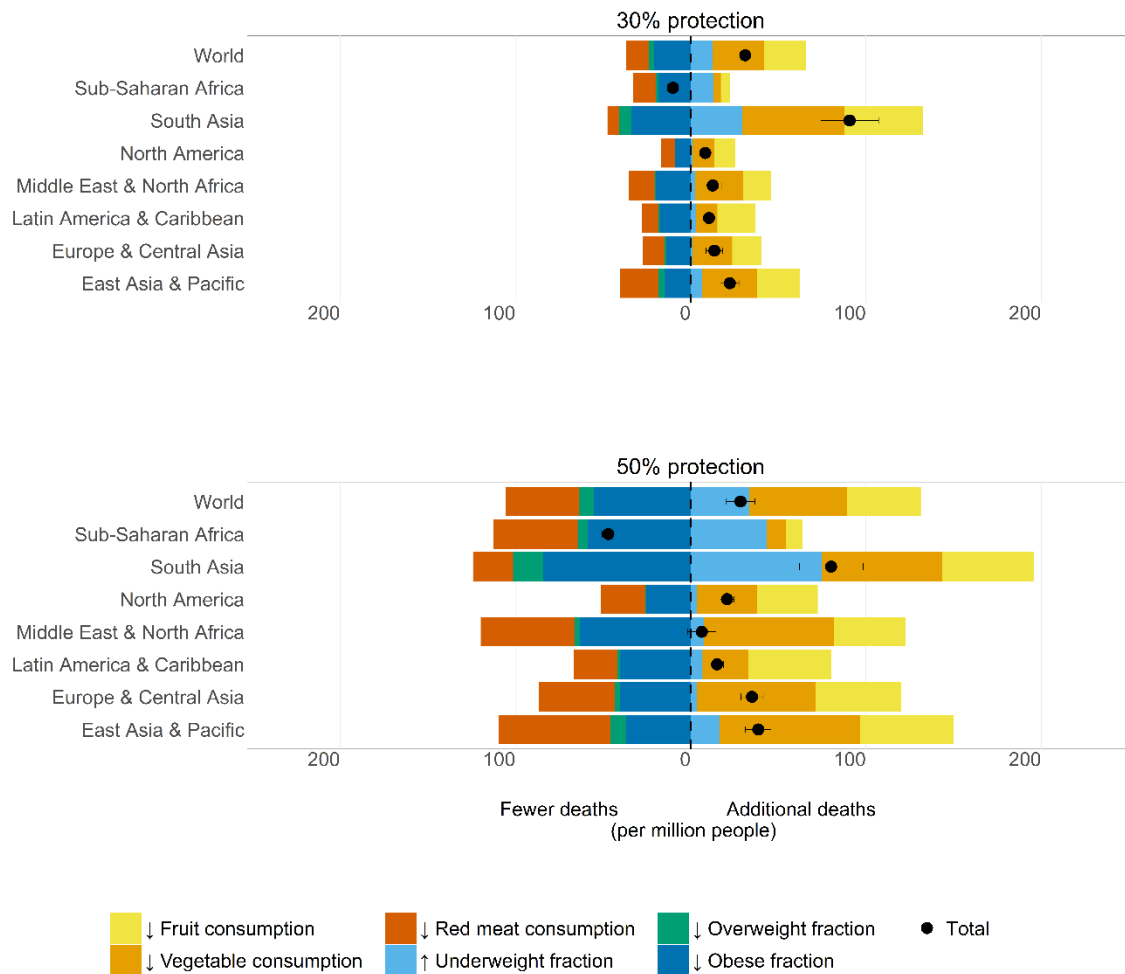 30% protection
World
Sub-Saharan Africa
South Asia
North America
Middle East & North Africa
Latin America & Caribbean
Europe & Central Asia
East Asia & Pacific
200 100 0 100 200
50% protection
World
Sub-Saharan Africa
South Asia
North America
Middle East & North Africa
Latin America & Caribbean
Europe & Central Asia
East Asia & Pacific
200 100 0 100 200
Fewer deaths Additional deaths
(per million people)
↓ Fruit consumption ↓ Red meat consumption ↓ Overweight fraction Total
↓ Vegetable consumption ↑ Underweight fraction ↓ Obese fraction